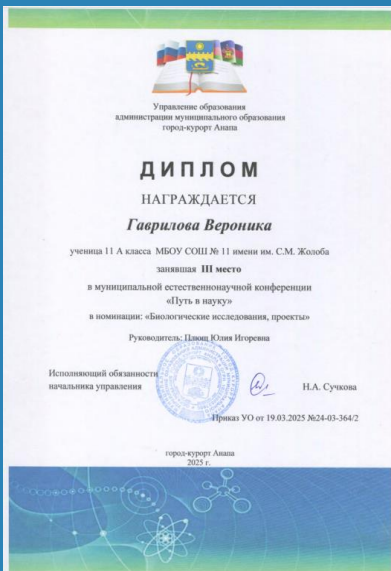 Управление образования
администрации муниципального образования
город-курорт Анапа
ДИПЛОМ
НАГРАЖДАЕТСЯ
Гаврилова Вероника
ученица 11 А класса МБОУ СОШ № 11 имени им. С.М. Жолоба
занявшая III место
в муниципальной естественнонаучной конференции
«Путь в науку»
в номинации: «Биологические исследования, проекты»
Руководитель: Плющ Юлия Игоревна
Исполняющий обязанности
начальника управления
Н.А. Сучкова
Приказ УО от 19.03.2025 №24-03-364/2
город-курорт Анапа
2025 г.